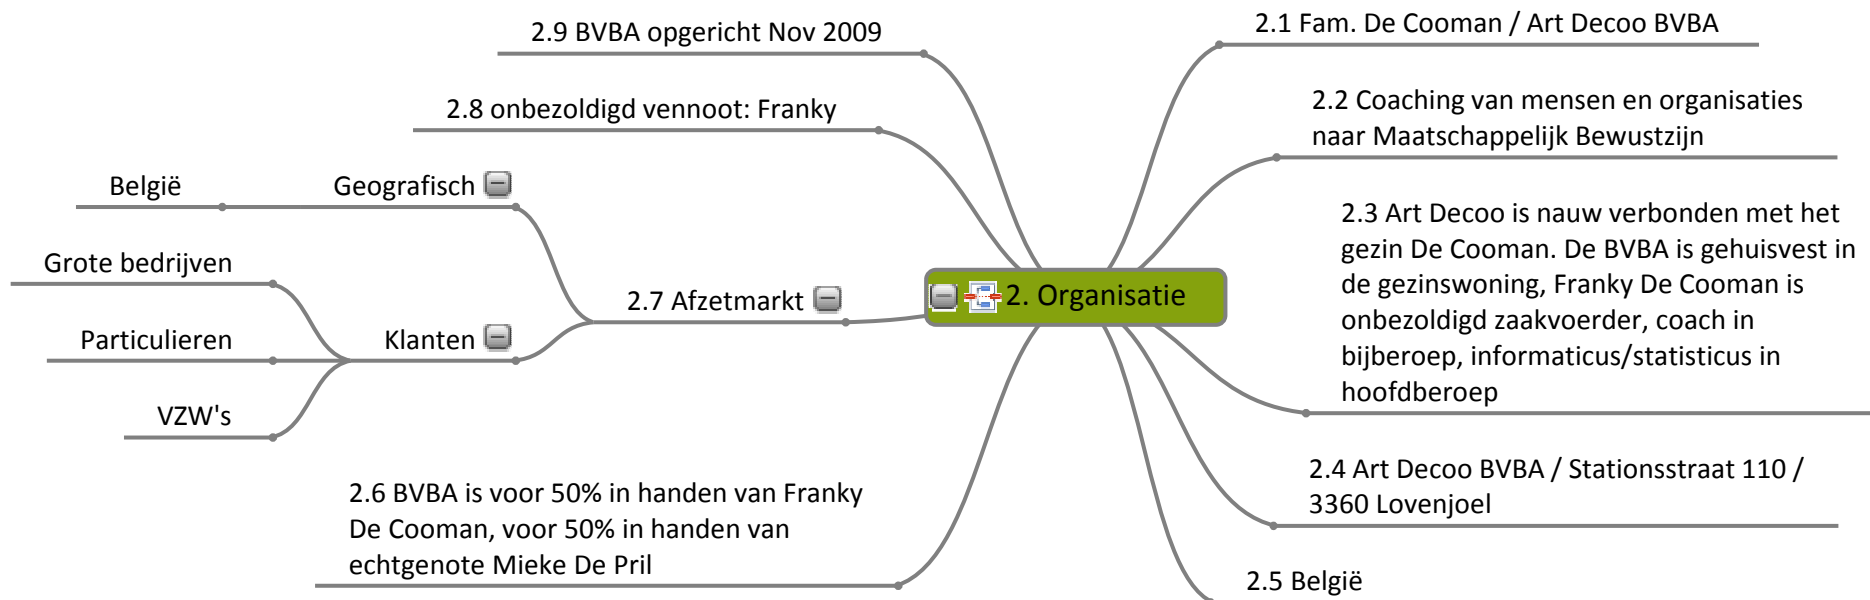 2. Organisatie
2.1 Fam. De Cooman / Art Decoo BVBA
2.2 Coaching van mensen en organisaties
naar Maatschappelijk Bewustzijn
2.3 Art Decoo is nauw verbonden met het
gezin De Cooman. De BVBA is gehuisvest in
de gezinswoning, Franky De Cooman is
onbezoldigd zaakvoerder, coach in
bijberoep, informaticus/statisticus in
hoofdberoep
2.4 Art Decoo BVBA / Stationsstraat 110 /
3360 Lovenjoel
2.5 België
2.6 BVBA is voor 50% in handen van Franky
De Cooman, voor 50% in handen van
echtgenote Mieke De Pril
2.7 Afzetmarkt
Geografisch
België
Klanten
Grote bedrijven
Particulieren
VZW's
2.8 onbezoldigd vennoot: Franky
2.9 BVBA opgericht Nov 2009